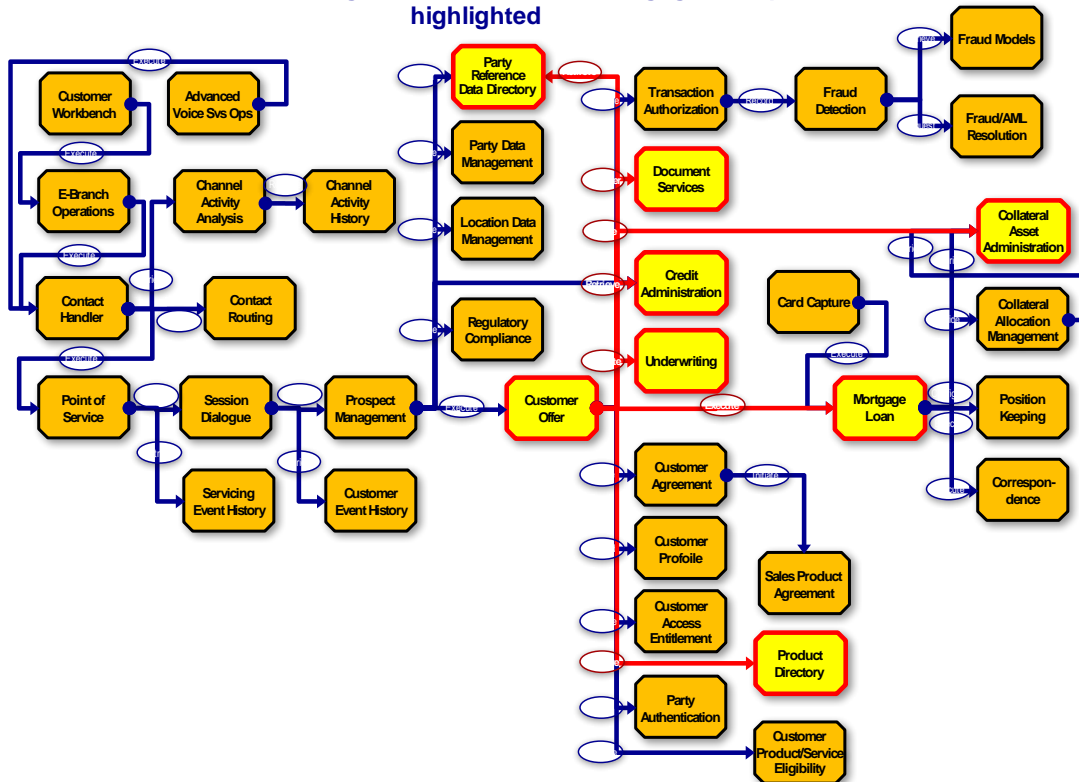 highlighted
Execute
Customer
Workbench
Advanced
Voice Svs Ops
Execute
E-Branch
Operations
Channel
Activity
Analysis
Channel
Activity
History
Contact
Handler
Contact
Routing
Execute
Point of
Service
Session
Dialogue
Prospect
Management
Execute
Servicing
Event History
Customer
Event History
Party
Reference
Data Directory
Party Data
Management
Location Data
Management
Regulatory
Compliance
Customer
Offer
Transaction
Authorization
Record
Fraud
Detection
Fraud Models
Fraud/AML
Resolution
Document
Services
Retrieve
Credit
Administration
Underwriting
Execute
Customer
Agreement
Initiate
Customer
Profoile
Sales Product
Agreement
Customer
Access
Entitlement
Product
Directory
Party
Authentication
Customer
Product/Service
Eligibility
Card Capture
Execute
Mortgage
Loan
Collateral
Asset
Administration
Collateral
Allocation
Management
Position
Keeping
Correspon-
dence